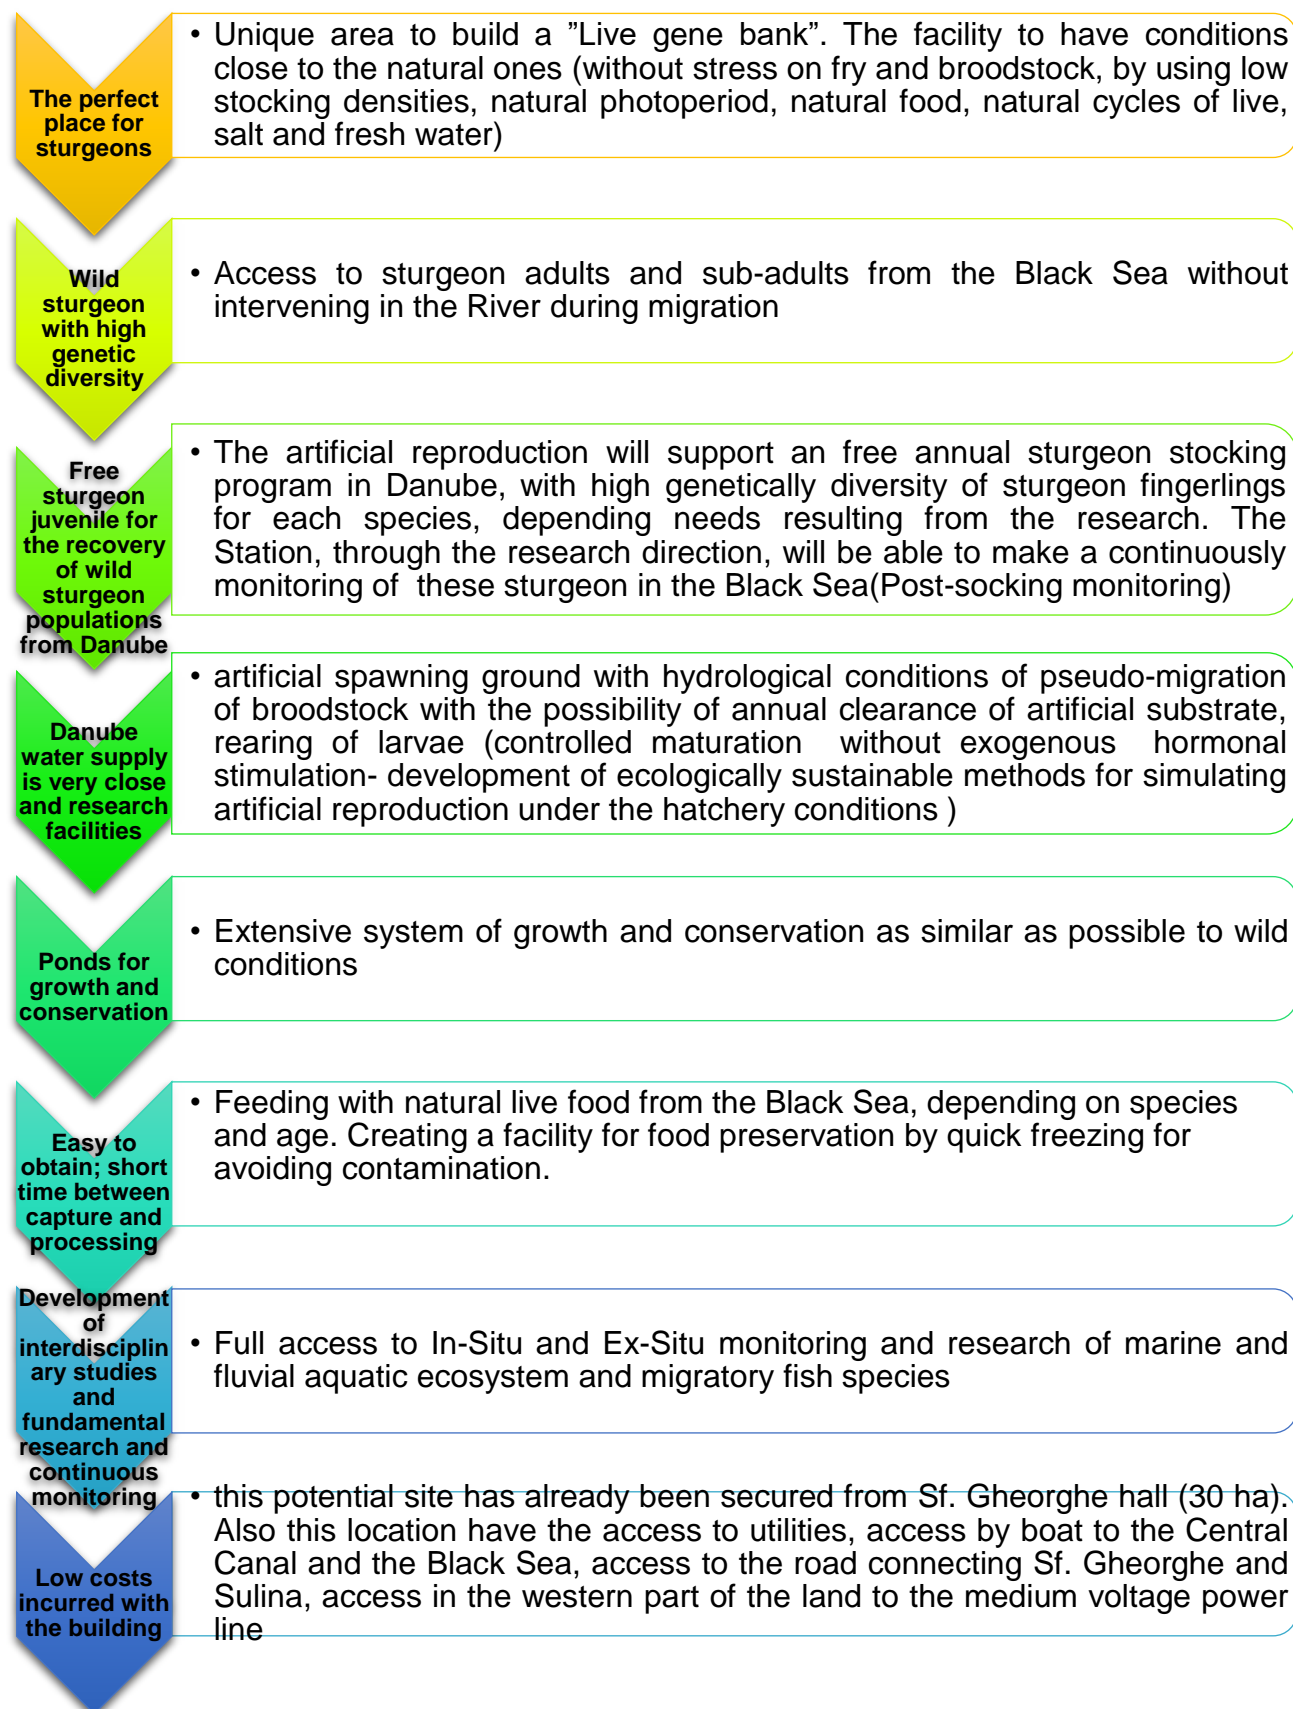 The perfect
place for
sturgeons
• Unique area to build a ”Live gene bank”. The facility to have conditions
close to the natural ones (without stress on fry and broodstock, by using low
stocking densities, natural photoperiod, natural food, natural cycles of live,
salt and fresh water)
Wild
sturgeon
with high
genetic
diversity
• Access to sturgeon adults and sub-adults from the Black Sea without
intervening in the River during migration
Free
sturgeon
juvenile for
the recovery
of wild
sturgeon
populations
from Danube
• The artificial reproduction will support an free annual sturgeon stocking
program in Danube, with high genetically diversity of sturgeon fingerlings
for each species, depending needs resulting from the research. The
Station, through the research direction, will be able to make a continuously
monitoring of these sturgeon in the Black Sea(Post-socking monitoring)
Danube
water supply
is very close
and research
facilities
• artificial spawning ground with hydrological conditions of pseudo-migration
of broodstock with the possibility of annual clearance of artificial substrate,
rearing of larvae (controlled maturation without exogenous hormonal
stimulation- development of ecologically sustainable methods for simulating
artificial reproduction under the hatchery conditions )
Ponds for
growth and
conservation
• Extensive system of growth and conservation as similar as possible to wild
conditions
Easy to
obtain; short
time between
capture and
processing
• Feeding with natural live food from the Black Sea, depending on species
and age. Creating a facility for food preservation by quick freezing for
avoiding contamination.
Development
of
interdisciplin
ary studies
and
fundamental
research and
continuous
monitoring
• Full access to In-Situ and Ex-Situ monitoring and research of marine and
fluvial aquatic ecosystem and migratory fish species
Low costs
incurred with
the building
• this potential site has already been secured from Sf. Gheorghe hall (30 ha).
Also this location have the access to utilities, access by boat to the Central
Canal and the Black Sea, access to the road connecting Sf. Gheorghe and
Sulina, access in the western part of the land to the medium voltage power
line